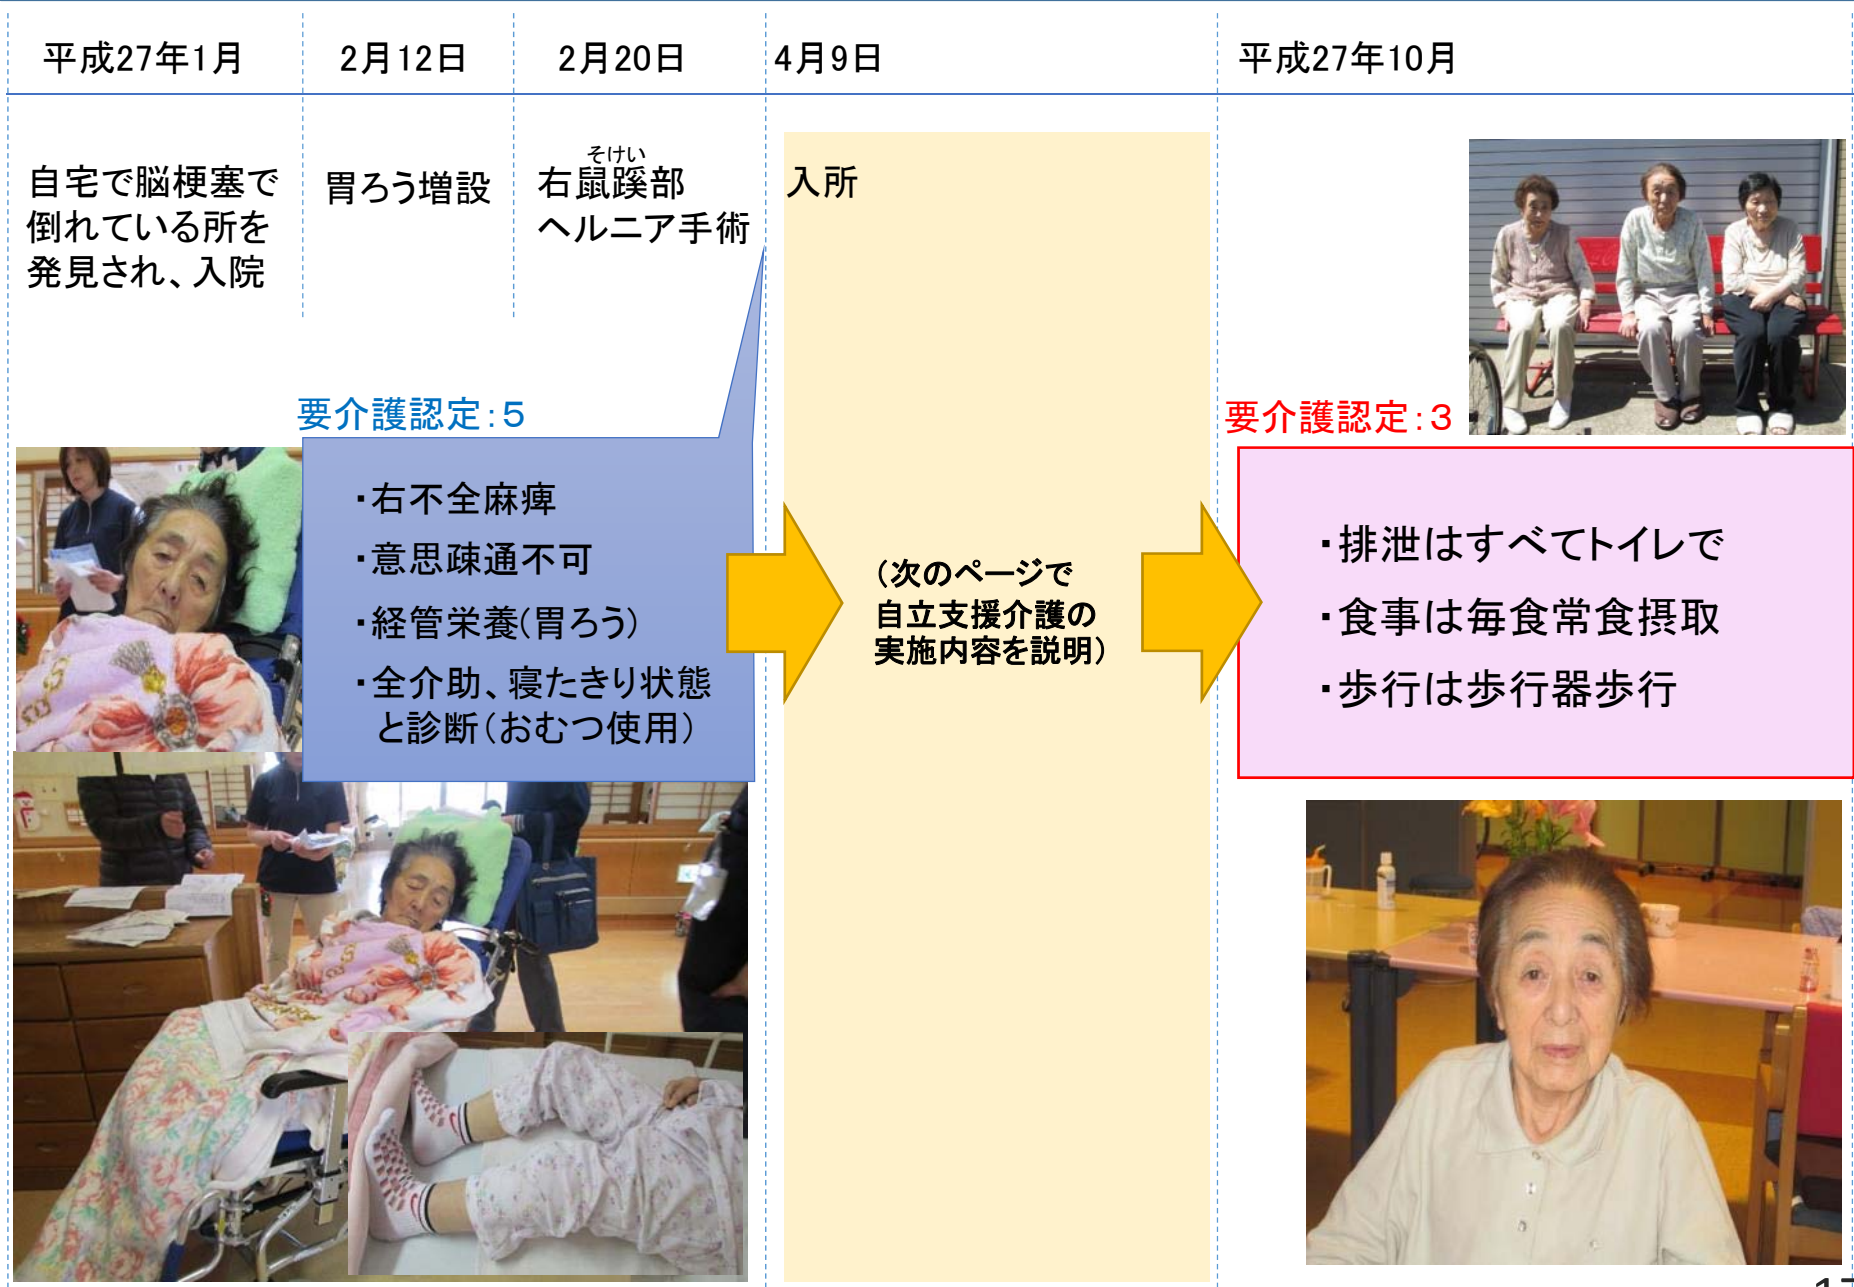 平成27年1月
2月12日
2月20日
4月9日
平成27年10月
自宅で脳梗塞で
倒れている所を
発見され、入院
胃ろう増設
そけい
右鼠蹊部
ヘルニア手術
入所
要介護認定:5
・右不全麻痺
・意思疎通不可
・経管栄養(胃ろう)
・全介助、寝たきり状態
と診断(おむつ使用)
(次のページで
自立支援介護の
実施内容を説明)
要介護認定:3
・排泄はすべてトイレで
・食事は毎食常食摂取
・歩行は歩行器歩行